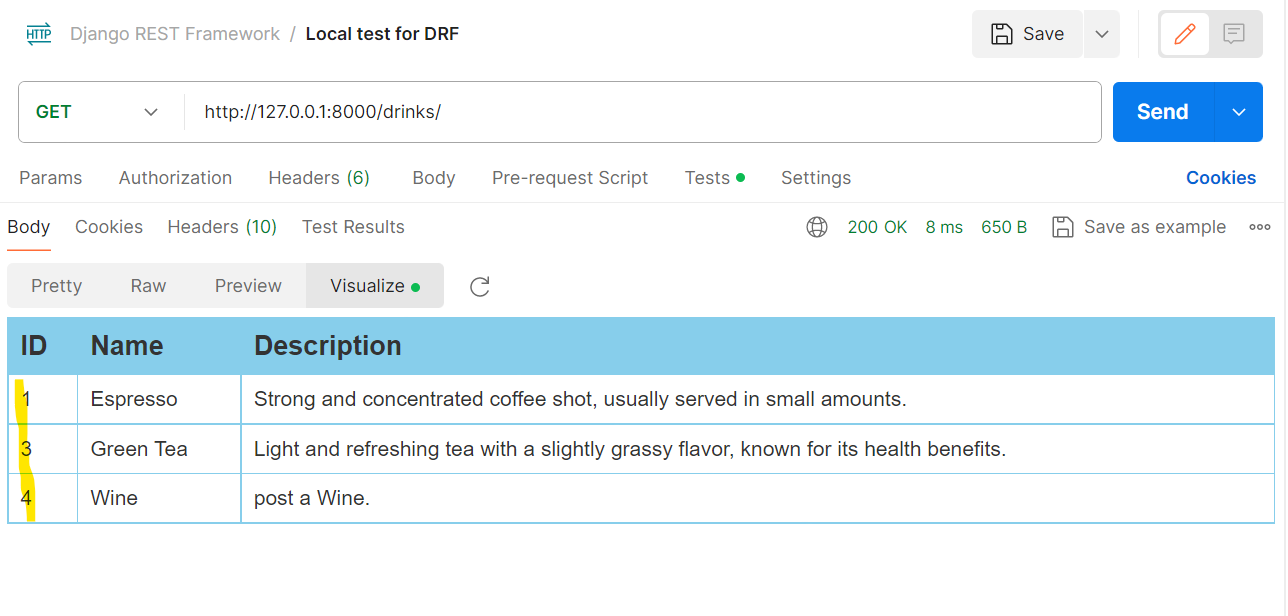 HTTP Django REST Framework / Local test for DRF Save
GET http://127.0.0.1:8000/drinks/ Send
Params Authorization Headers (6) Body Pre-request Script Tests Settings Cookies
Body Cookies Headers (10) Test Results 200 OK 8 ms 650 B Save as example
Pretty Raw Preview Visualize
ID Name Description
1 Espresso Strong and concentrated coffee shot, usually served in small amounts.
3 Green Tea Light and refreshing tea with a slightly grassy flavor, known for its health benefits.
4 Wine post a Wine.